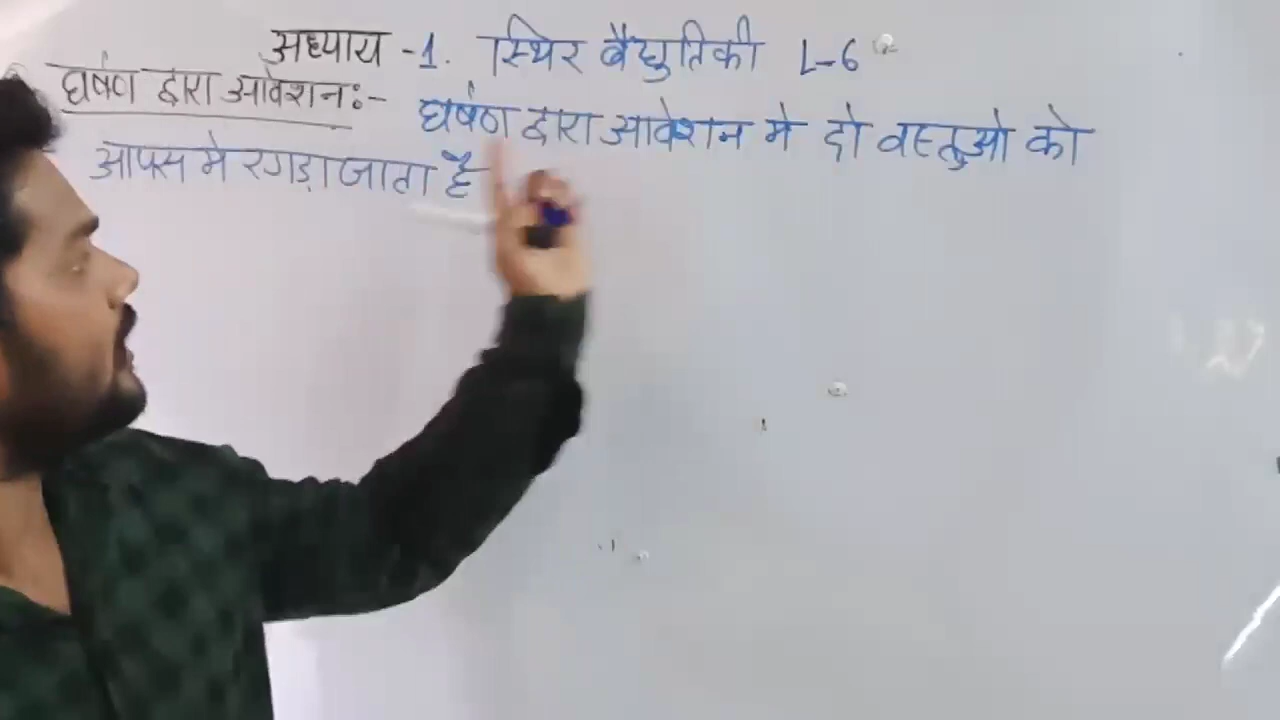 अध्याय -1. स्थिर वैद्युतिकी L-6
घर्षण द्वारा आवेशन:- घर्षण द्वारा आवेशन मे दो वस्तुओ को
आपस मे रगड़ा जाता है